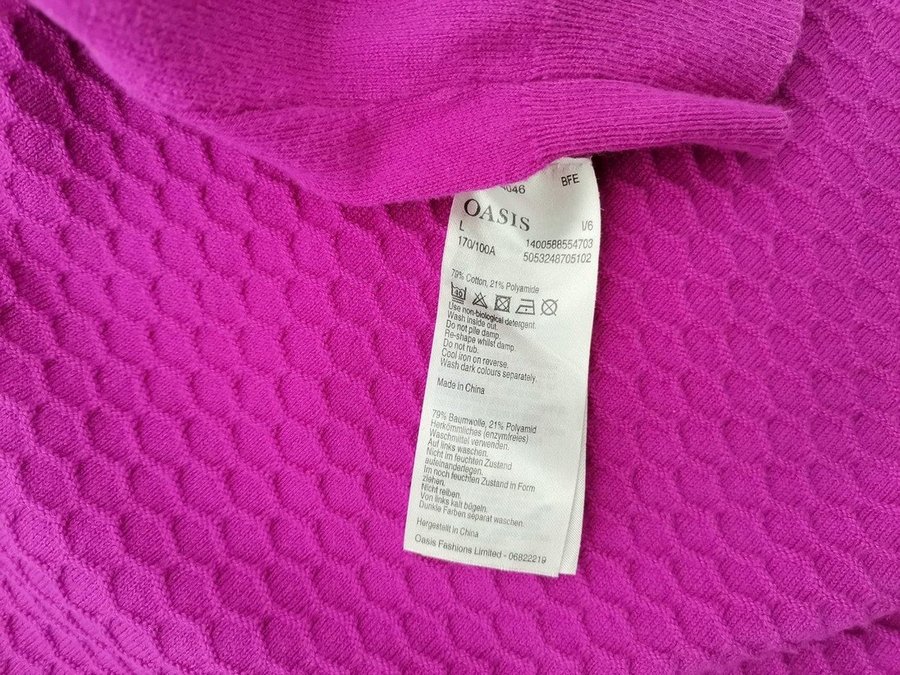 046 BFE
OASIS
L I/6
170/100A 1400588554703
5053248705102
79% Cotton, 21% Polyamide
40
Use non-biological detergent.
Wash inside out.
Do not pile damp.
Re-shape whilst damp.
Do not rub.
Cool iron on reverse.
Wash dark colours separately.
Made in China
79% Baumwolle, 21% Polyamid
Herkömmliches (enzymfreies)
Waschmittel verwenden.
Auf links waschen.
Nicht im feuchten Zustand
aufeinanderlegen.
Im noch feuchten Zustand in Form
ziehen.
Nicht reiben.
Von links kalt bügeln.
Dunkle Farben separat waschen.
Hergestellt in China
Oasis Fashions Limited - 06822219